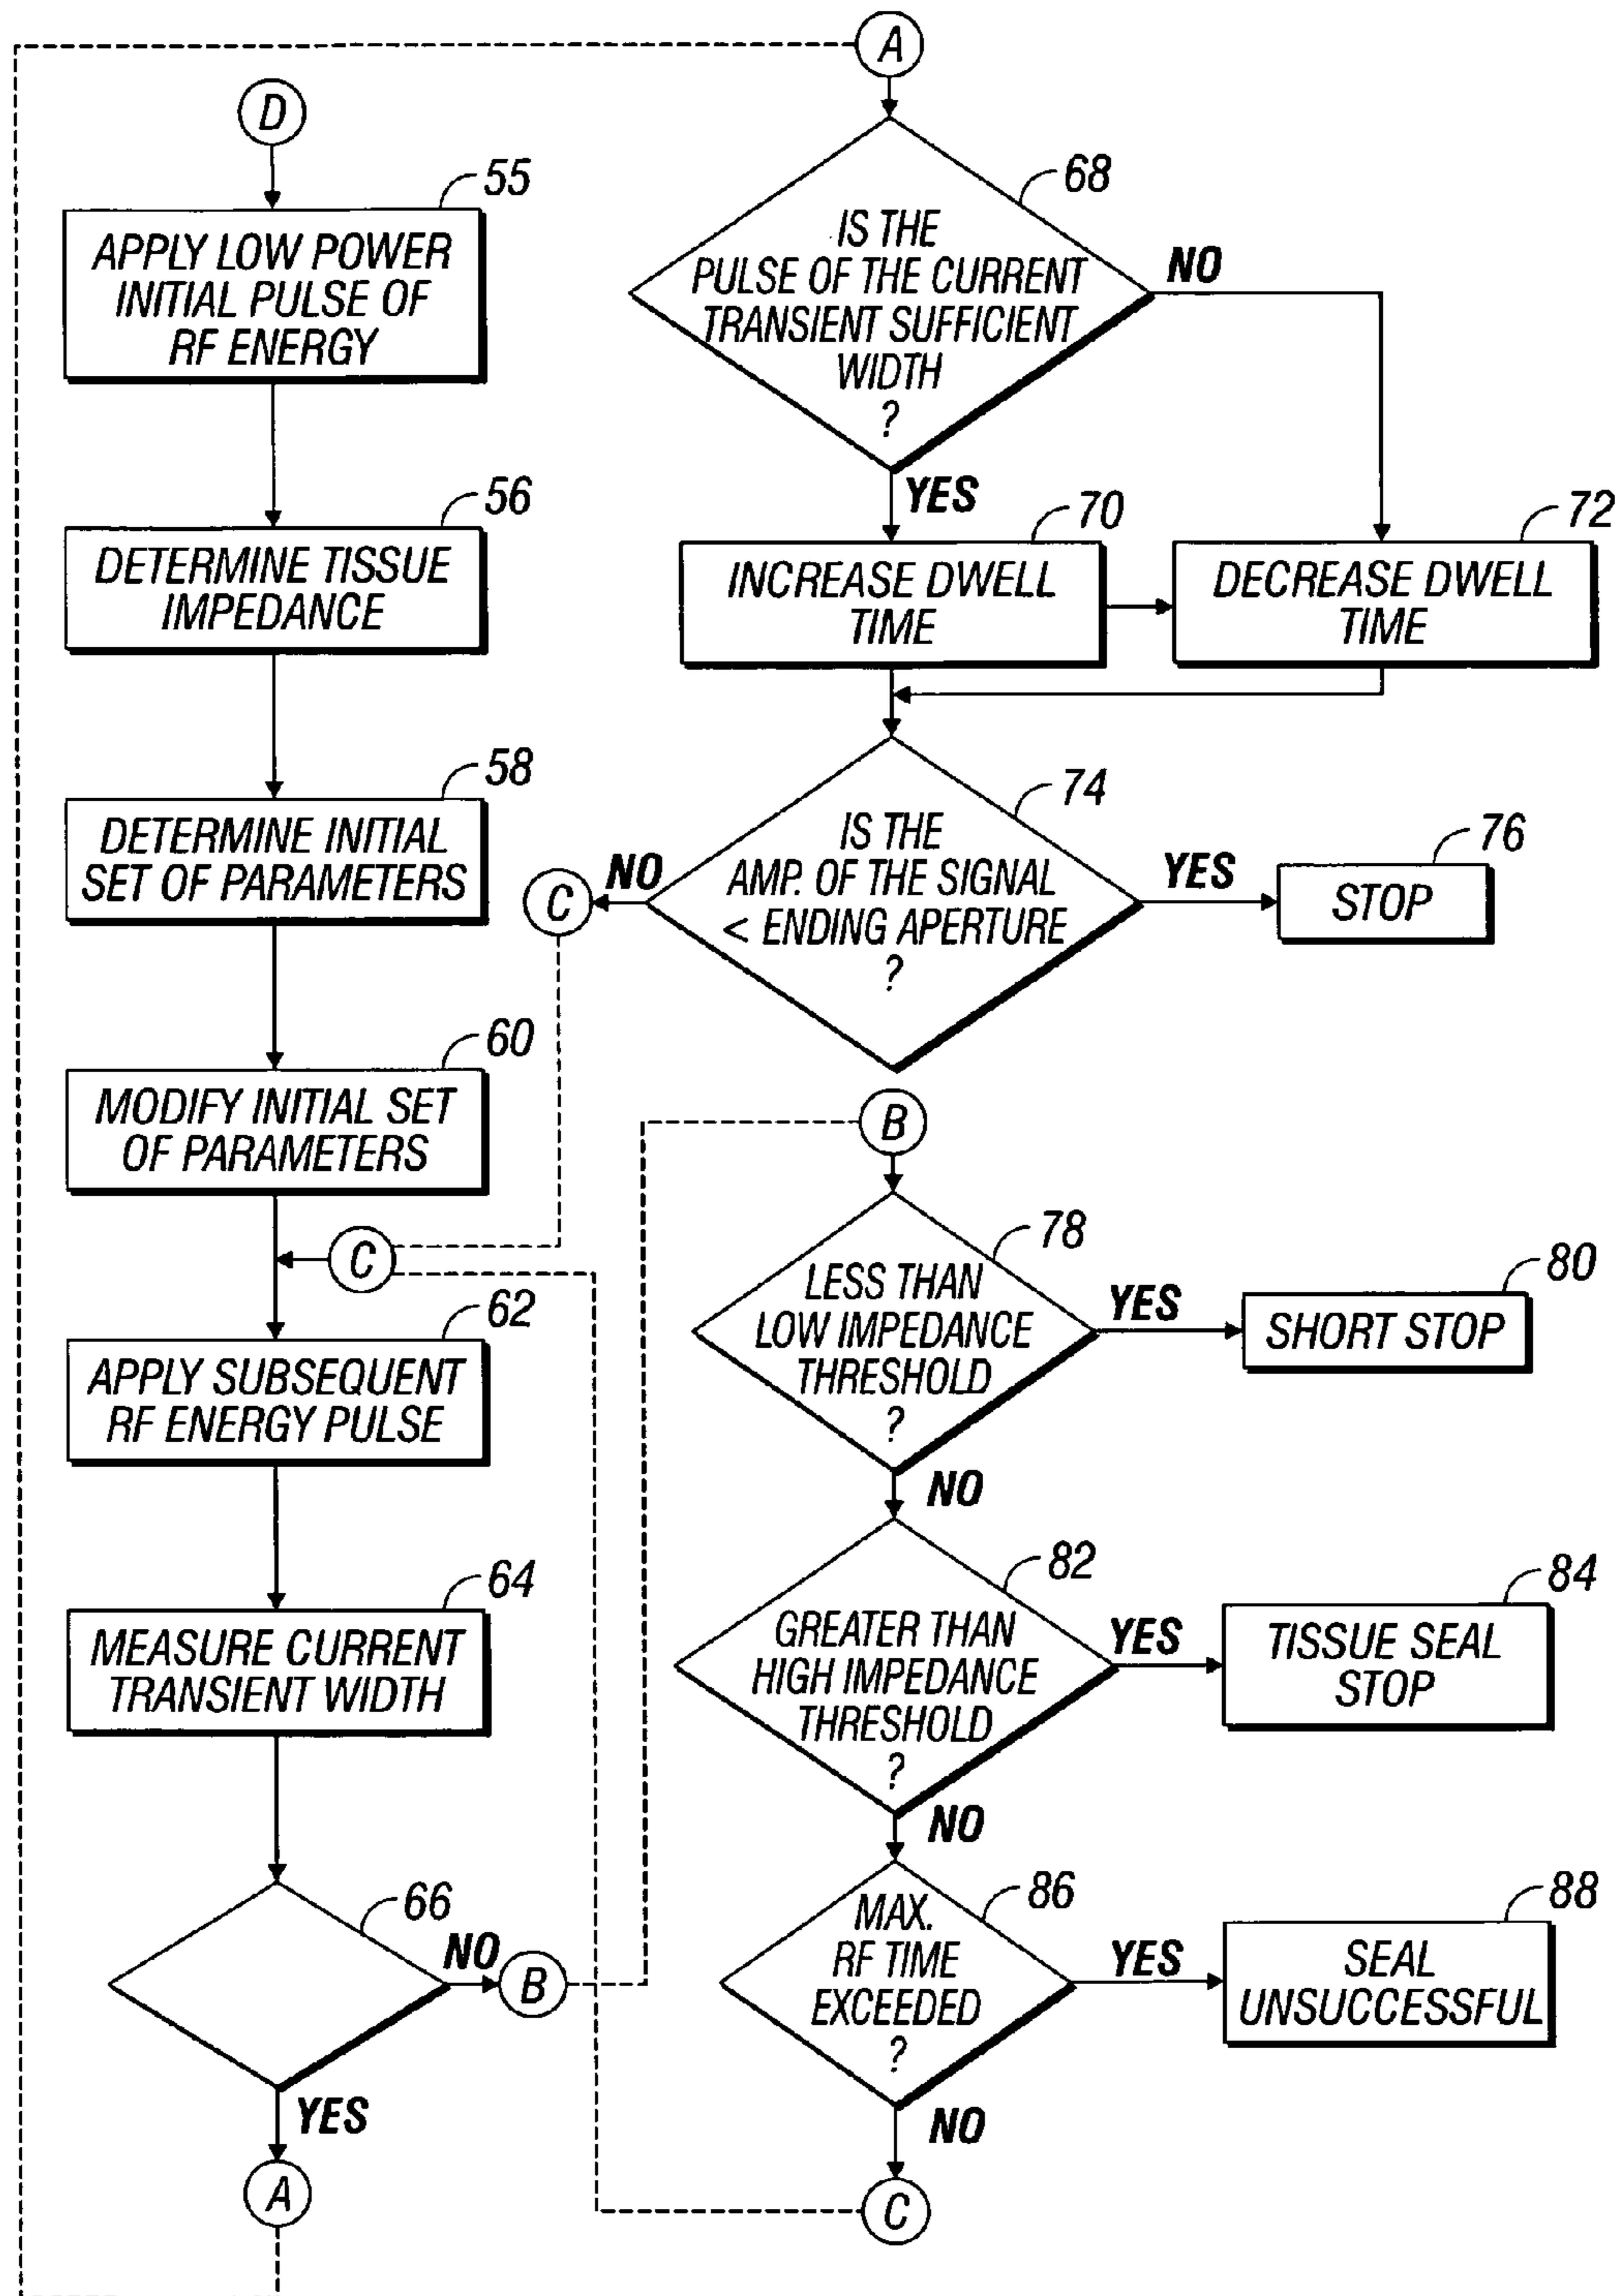 D
55
APPLY LOW POWER
INITIAL PULSE OF
RF ENERGY
56
DETERMINE TISSUE
IMPEDANCE
58
DETERMINE INITIAL
SET OF PARAMETERS
60
MODIFY INITIAL SET
OF PARAMETERS
C
62
APPLY SUBSEQUENT
RF ENERGY PULSE
64
MEASURE CURRENT
TRANSIENT WIDTH
66
NO
B
YES
A
A
68
IS THE
PULSE OF THE CURRENT
TRANSIENT SUFFICIENT
WIDTH
?
NO
YES
70
INCREASE DWELL
TIME
72
DECREASE DWELL
TIME
74
IS THE
AMP. OF THE SIGNAL
< ENDING APERTURE
?
NO
C
YES
76
STOP
B
78
LESS THAN
LOW IMPEDANCE
THRESHOLD
?
YES
80
SHORT STOP
NO
82
GREATER THAN
HIGH IMPEDANCE
THRESHOLD
?
YES
84
TISSUE SEAL
STOP
NO
86
MAX.
RF TIME
EXCEEDED
?
YES
88
SEAL
UNSUCCESSFUL
NO
C